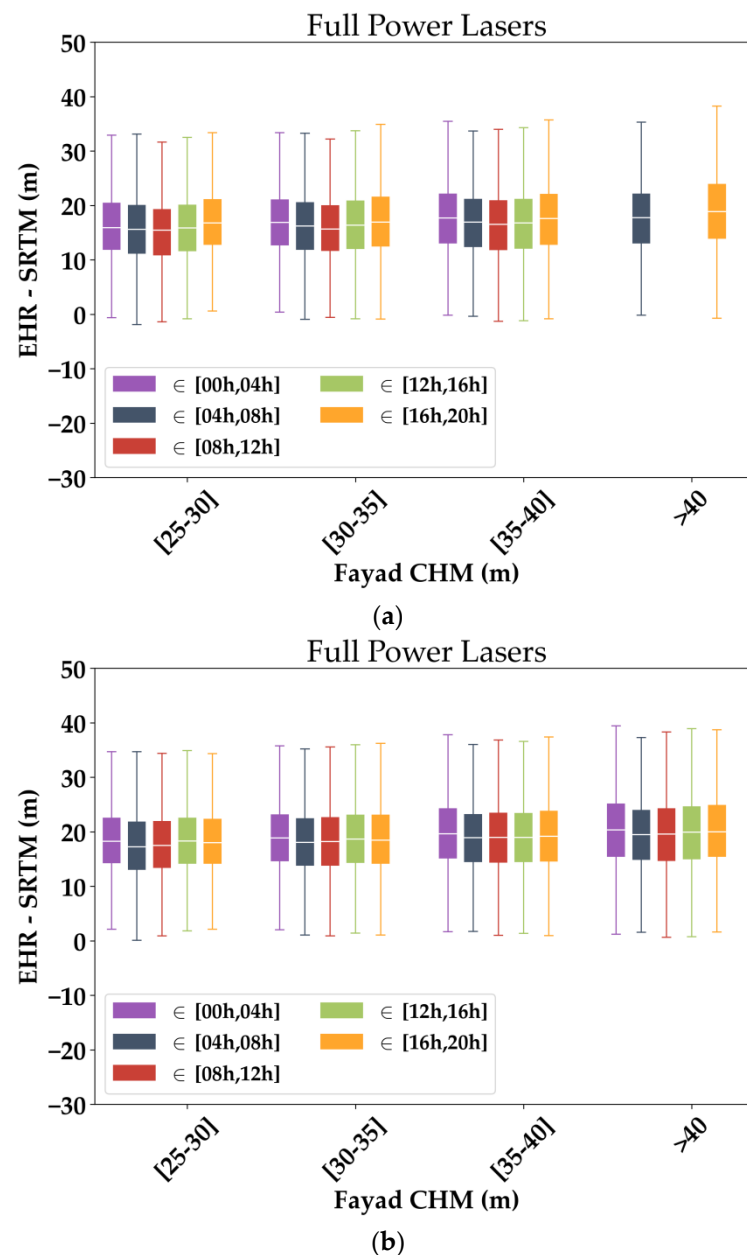 Full Power Lasers
50
40
30
20
10
0
−10
−20
−30
EHR - SRTM (m)
∈ [00h,04h]
∈ [12h,16h]
∈ [04h,08h]
∈ [16h,20h]
∈ [08h,12h]
[25-30]
[30-35]
[35-40]
>40
Fayad CHM (m)
(a)
Full Power Lasers
50
40
30
20
10
0
−10
−20
−30
EHR - SRTM (m)
∈ [00h,04h]
∈ [12h,16h]
∈ [04h,08h]
∈ [16h,20h]
∈ [08h,12h]
[25-30]
[30-35]
[35-40]
>40
Fayad CHM (m)
(b)